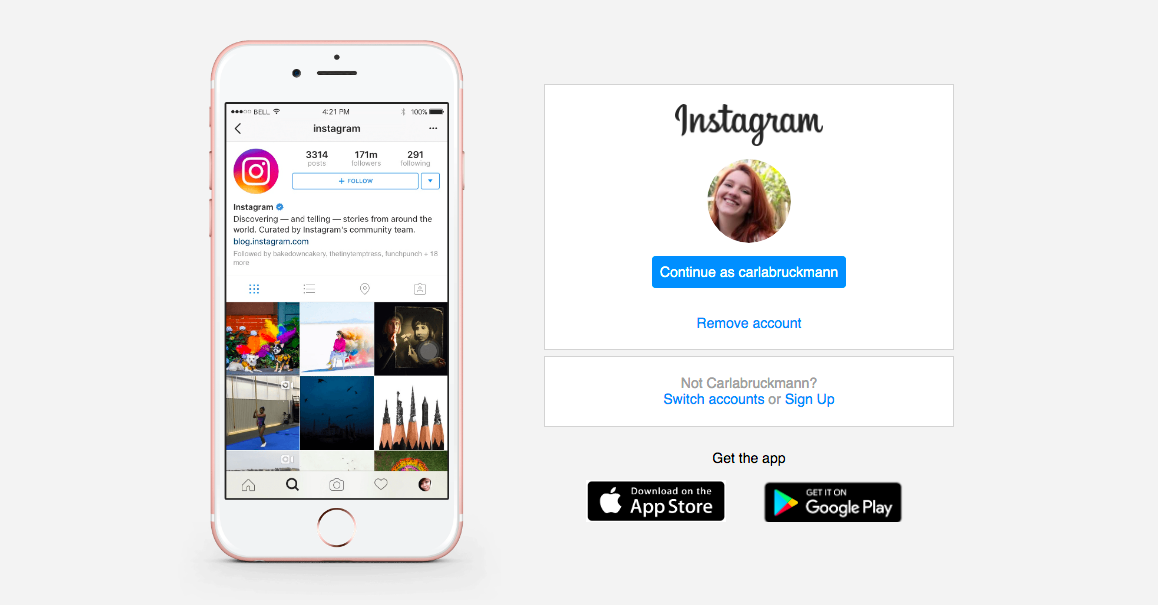 BELL 4:21 PM 100%
instagram
3314 171m 291
posts followers following
+ FOLLOW
Instagram
Discovering — and telling — stories from around the
world. Curated by Instagram's community team.
blog.instagram.com
Followed by bakedowncakery, thetinytemptress, funchpunch + 18
more
Instagram
Continue as carlabruckmann
Remove account
Not Carlabruckmann?
Switch accounts or Sign Up
Get the app
Download on the
App Store
GET IT ON
Google Play